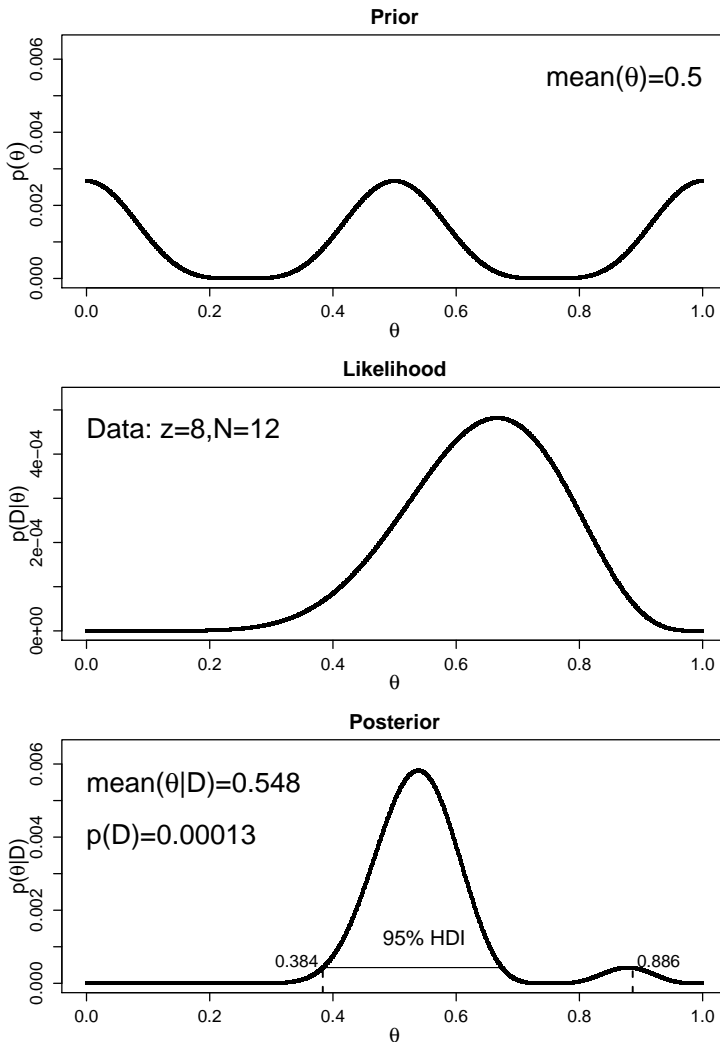 Prior
mean(θ)=0.5
p(θ)
0.000 0.002 0.004 0.006
0.0 0.2 0.4 0.6 0.8 1.0
θ
Likelihood
Data: z=8,N=12
p(D|θ)
0e+00 2e−04 4e−04
0.0 0.2 0.4 0.6 0.8 1.0
θ
Posterior
mean(θ|D)=0.548
p(D)=0.00013
p(θ|D)
0.000 0.002 0.004 0.006
95% HDI
0.384 0.886
0.0 0.2 0.4 0.6 0.8 1.0
θ